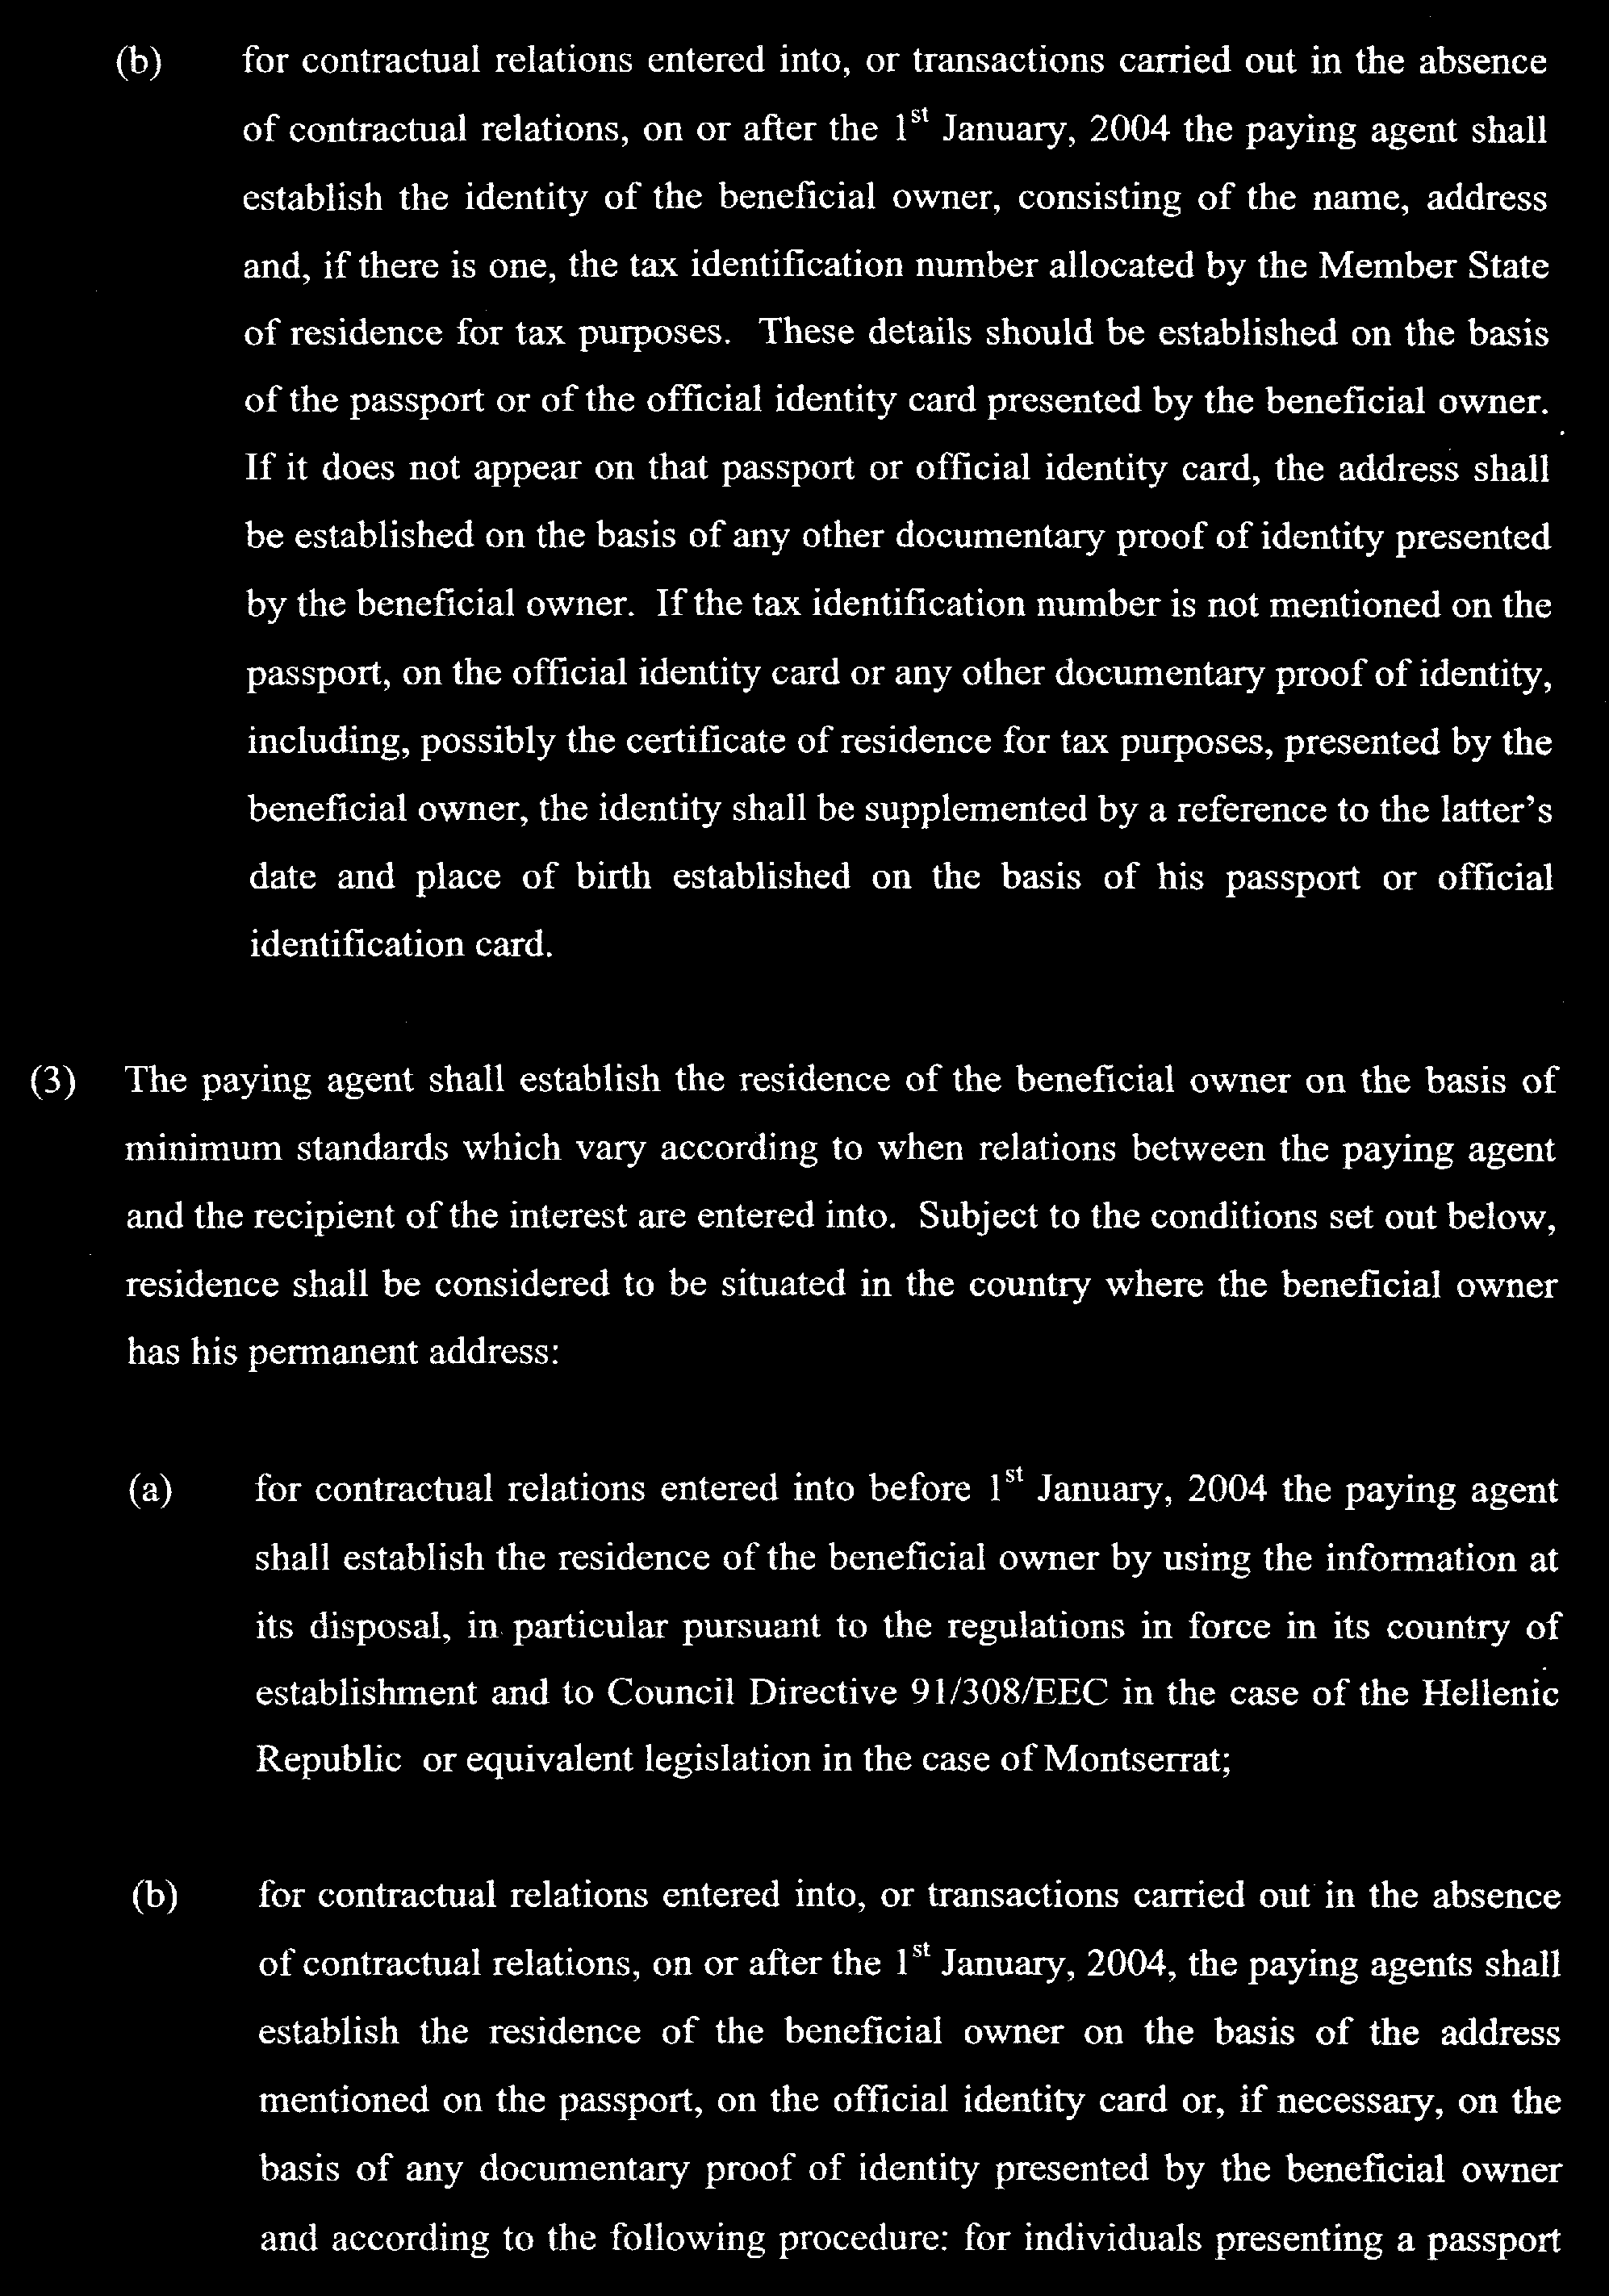 (b) for contractual relations entered into, or transactions carried out in the absence
of contractual relations, on or after the 1st January, 2004 the paying agent shall
establish the identity of the beneficial owner, consisting of the name, address
and, if there is one, the tax identification number allocated by the Member State
of residence for tax purposes. These details should be established on the basis
of the passport or of the official identity card presented by the beneficial owner.
If it does not appear on that passport or official identity card, the address shall
be established on the basis of any other documentary proof of identity presented
by the beneficial owner. If the tax identification number is not mentioned on the
passport, on the official identity card or any other documentary proof of identity,
including, possibly the certificate of residence for tax purposes, presented by the
beneficial owner, the identity shall be supplemented by a reference to the latter’s
date and place of birth established on the basis of his passport or official
identification card.
(3) The paying agent shall establish the residence of the beneficial owner on the basis of
minimum standards which vary according to when relations between the paying agent
and the recipient of the interest are entered into. Subject to the conditions set out below,
residence shall be considered to be situated in the country where the beneficial owner
has his permanent address:
(a) for contractual relations entered into before 1st January, 2004 the paying agent
shall establish the residence of the beneficial owner by using the information at
its disposal, in particular pursuant to the regulations in force in its country of
establishment and to Council Directive 91/308/EEC in the case of the Hellenic
Republic or equivalent legislation in the case of Montserrat;
(b) for contractual relations entered into, or transactions carried out in the absence
of contractual relations, on or after the 1st January, 2004, the paying agents shall
establish the residence of the beneficial owner on the basis of the address
mentioned on the passport, on the official identity card or, if necessary, on the
basis of any documentary proof of identity presented by the beneficial owner
and according to the following procedure: for individuals presenting a passport